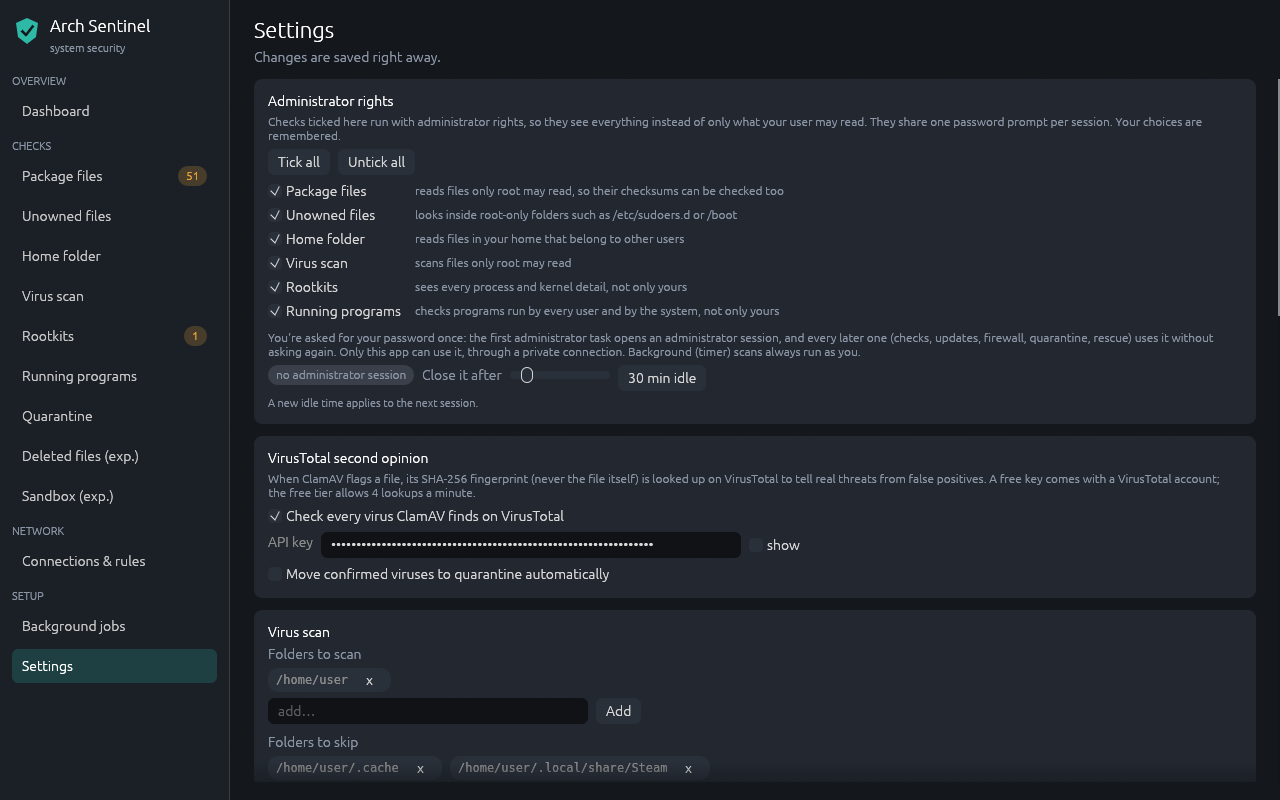 Arch Sentinel
system security
OVERVIEW
Dashboard
CHECKS
Package files 51
Unowned files
Home folder
Virus scan
Rootkits 1
Running programs
Quarantine
Deleted files (exp.)
Sandbox (exp.)
NETWORK
Connections & rules
SETUP
Background jobs
Settings
Settings
Changes are saved right away.
Administrator rights
Checks ticked here run with administrator rights, so they see everything instead of only what your user may read. They share one password prompt per session. Your choices are
remembered.
Tick all Untick all
Package files reads files only root may read, so their checksums can be checked too
Unowned files looks inside root-only folders such as /etc/sudoers.d or /boot
Home folder reads files in your home that belong to other users
Virus scan scans files only root may read
Rootkits sees every process and kernel detail, not only yours
Running programs checks programs run by every user and by the system, not only yours
You're asked for your password once: the first administrator task opens an administrator session, and every later one (checks, updates, firewall, quarantine, rescue) uses it without
asking again. Only this app can use it, through a private connection. Background (timer) scans always run as you.
no administrator session Close it after 30 min idle
A new idle time applies to the next session.
VirusTotal second opinion
When ClamAV flags a file, its SHA-256 fingerprint (never the file itself) is looked up on VirusTotal to tell real threats from false positives. A free key comes with a VirusTotal account;
the free tier allows 4 lookups a minute.
Check every virus ClamAV finds on VirusTotal
API key show
Move confirmed viruses to quarantine automatically
Virus scan
Folders to scan
/home/user x
add... Add
Folders to skip
/home/user/.cache x /home/user/.local/share/Steam x